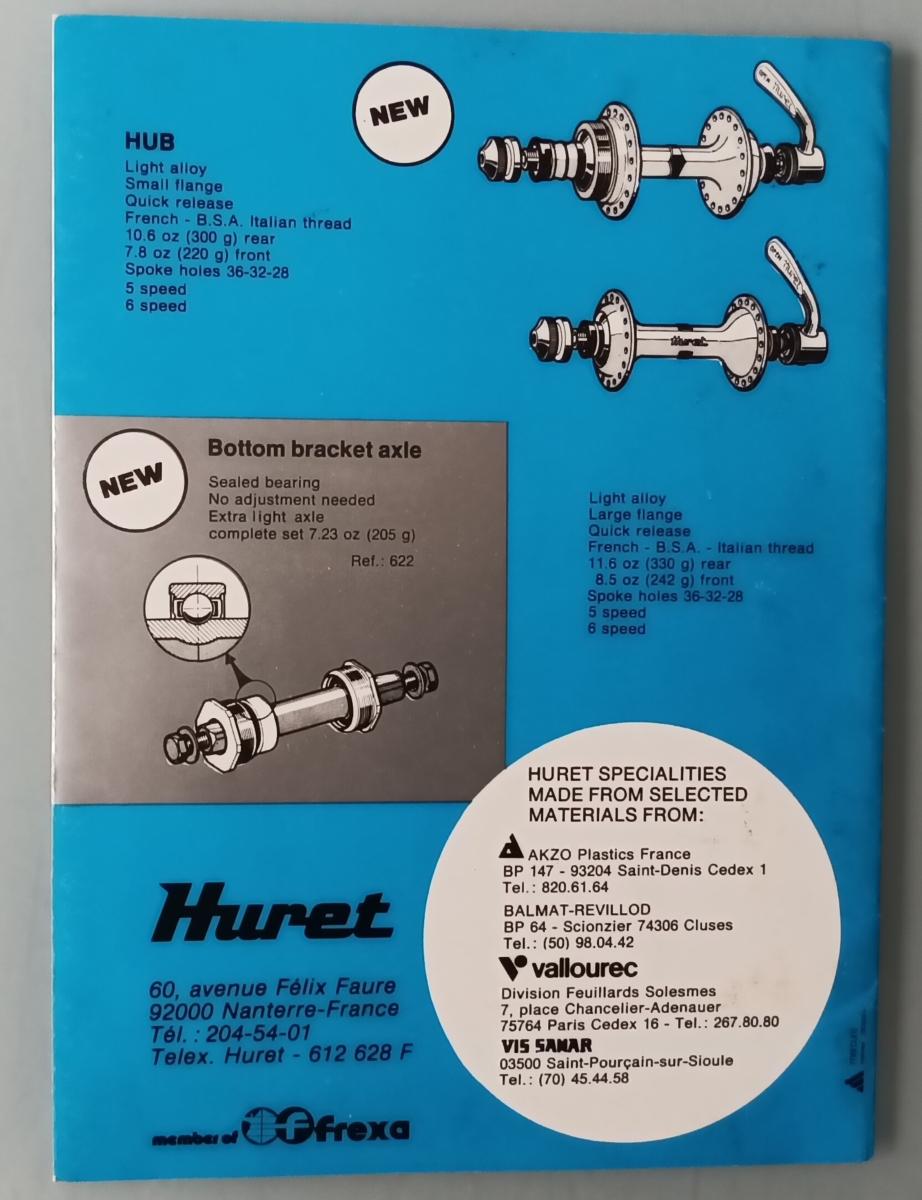 NEW
HUB
Light alloy
Small flange
Quick release
French - B.S.A. Italian thread
10.6 oz (300 g) rear
7.8 oz (220 g) front
Spoke holes 36-32-28
5 speed
6 speed
OPEN
OPEN
Huret
NEW
Bottom bracket axle
Sealed bearing
No adjustment needed
Extra light axle
complete set 7.23 oz (205 g)
Ref.: 622
Light alloy
Large flange
Quick release
French - B.S.A. - Italian thread
11.6 oz (330 g) rear
8.5 oz (242 g) front
Spoke holes 36-32-28
5 speed
6 speed
HURET SPECIALITIES
MADE FROM SELECTED
MATERIALS FROM:
AKZO Plastics France
BP 147 - 93204 Saint-Denis Cedex 1
Tel.: 820.61.64
BALMAT-REVILLOD
BP 64 - Scionzier 74306 Cluses
Tel.: (50) 98.04.42
vallourec
Division Feuillards Solesmes
7, place Chancelier-Adenauer
75764 Paris Cedex 16 - Tel.: 267.80.80
VIS SAMAR
03500 Saint-Pourçain-sur-Sioule
Tel.: (70) 45.44.58
Huret
60, avenue Félix Faure
92000 Nanterre-France
Tél. : 204-54-01
Telex. Huret - 612 628 F
member of frexa